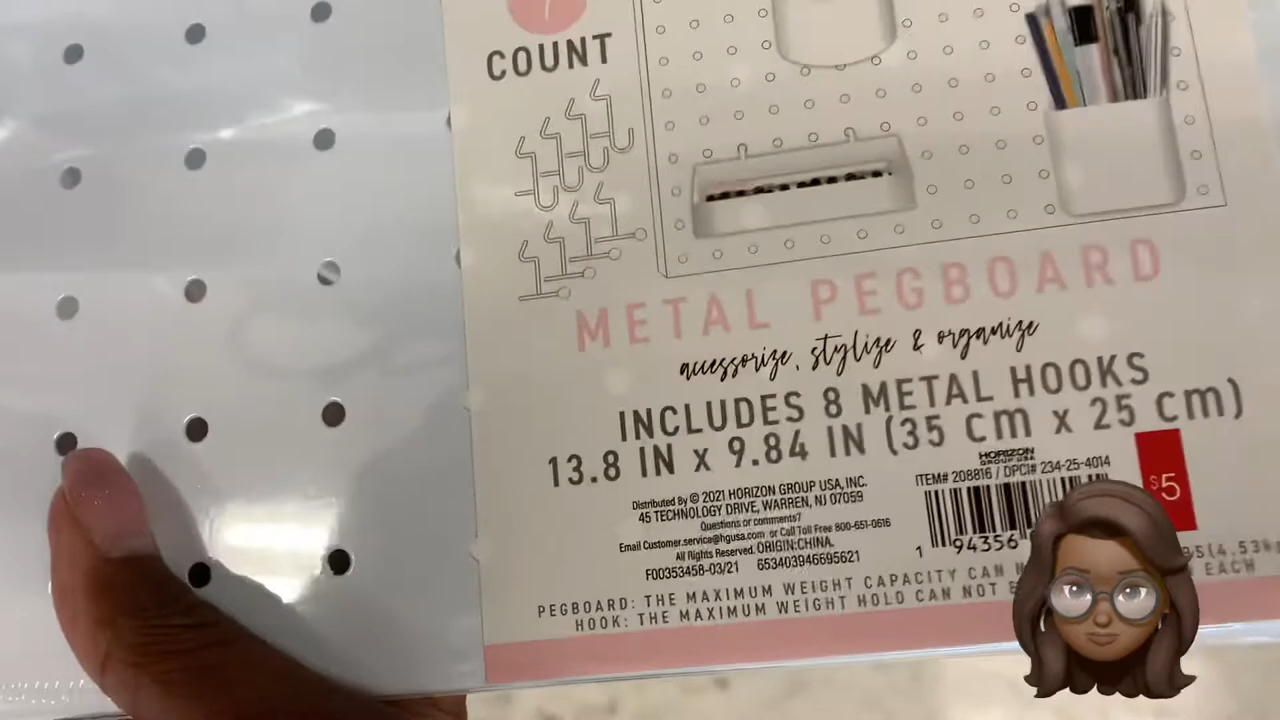 COUNT
METAL PEGBOARD
accessorize, stylize & organize
INCLUDES 8 METAL HOOKS
13.8 IN x 9.84 IN (35 cm x 25 cm)
HORIZON
GROUP USA
ITEM# 208816 / DPCI# 234-25-4014
$5
Distributed By © 2021 HORIZON GROUP USA, INC.
45 TECHNOLOGY DRIVE, WARREN, NJ 07059
Questions or comments?
Email Customer.service@hgusa.com or Call Toll Free 800-651-0616
All Rights Reserved. ORIGIN:CHINA.
F00353458-03/21 653403946695621
1 94356
PEGBOARD: THE MAXIMUM WEIGHT CAPACITY CAN
HOOK: THE MAXIMUM WEIGHT HOLD CAN NOT EACH